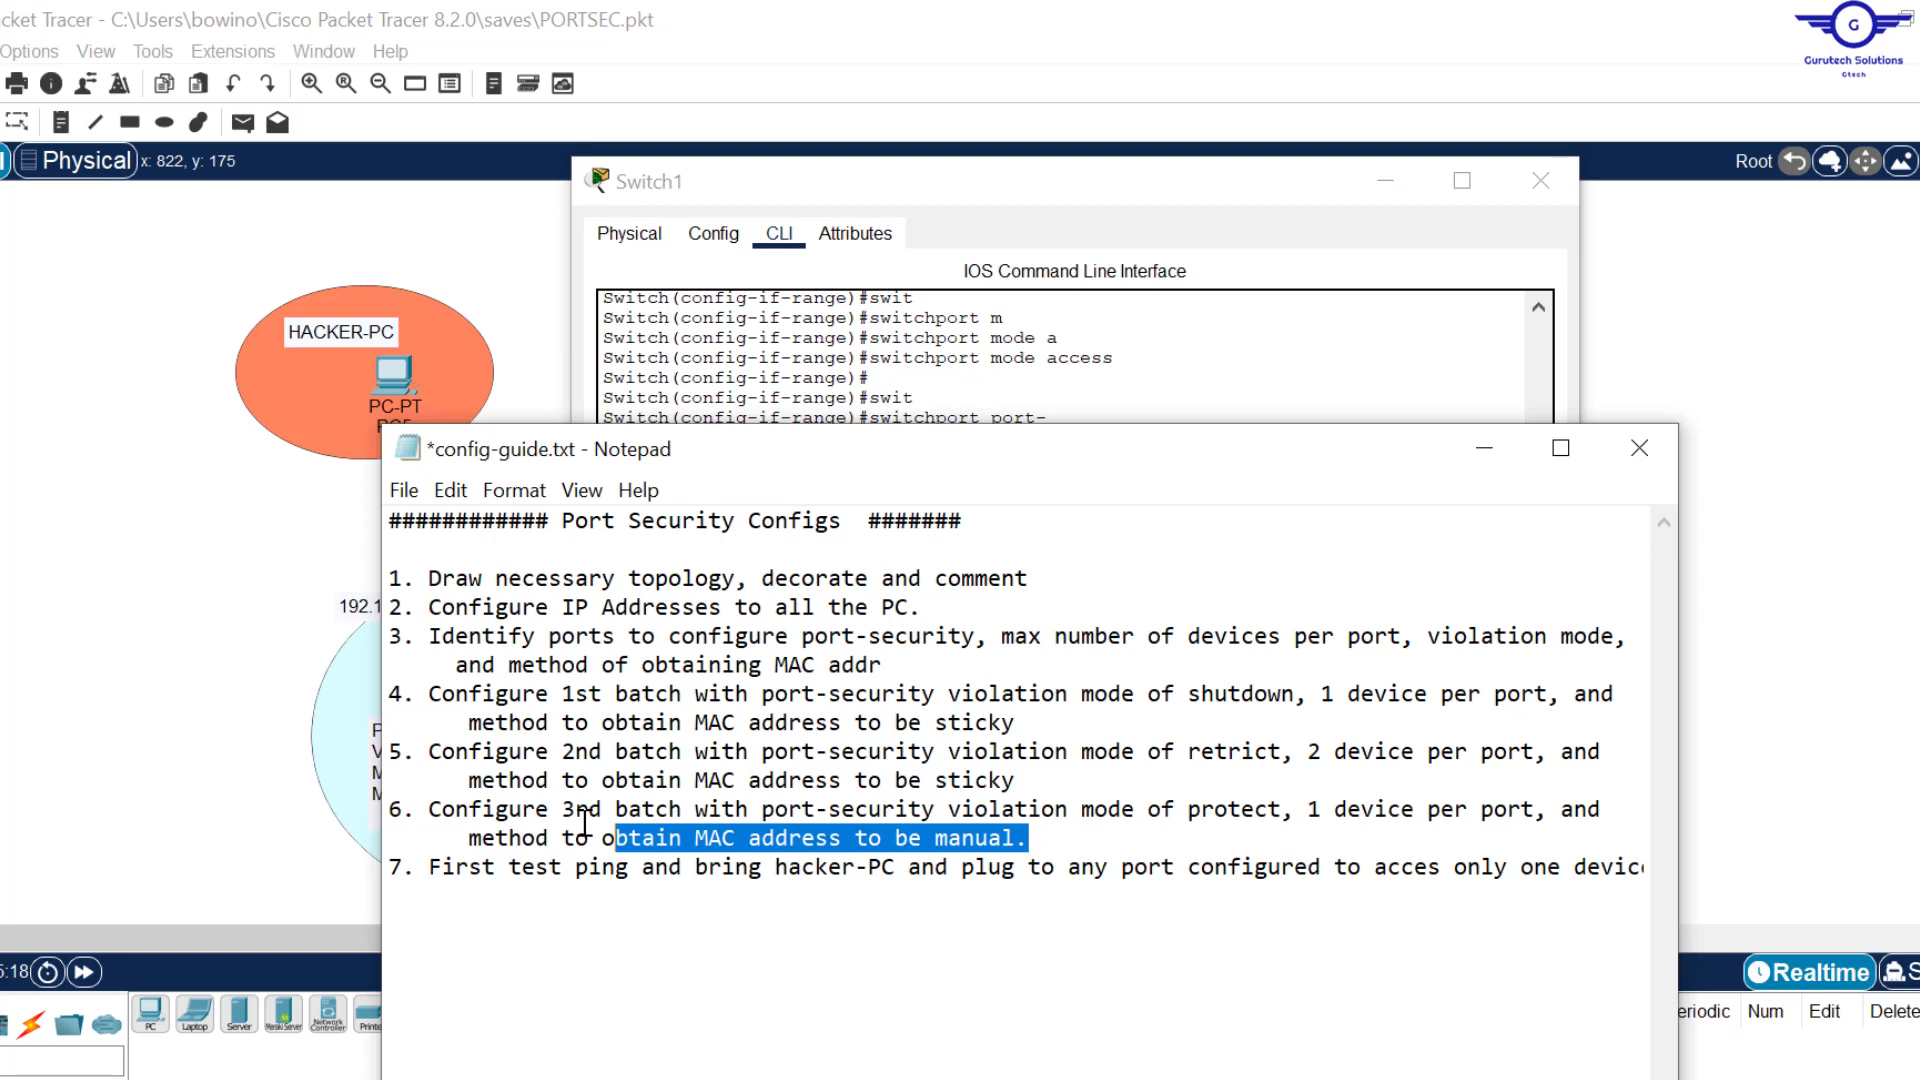 cket Tracer - C:\Users\bowino\Cisco Packet Tracer 8.2.0\saves\PORTSEC.pkt
Options View Tools Extensions Window Help
G
Gurutech Solutions
Gtech
Physical x: 822, y: 175
Root
Switch1
Physical Config CLI Attributes
IOS Command Line Interface
Switch(config-if-range)#swit
Switch(config-if-range)#switchport m
Switch(config-if-range)#switchport mode a
Switch(config-if-range)#switchport mode access
Switch(config-if-range)#
Switch(config-if-range)#swit
Switch(config-if-range)#switchport port-
HACKER-PC
PC-PT
*config-guide.txt - Notepad
File Edit Format View Help
############ Port Security Configs #######
1. Draw necessary topology, decorate and comment
2. Configure IP Addresses to all the PC.
3. Identify ports to configure port-security, max number of devices per port, violation mode,
and method of obtaining MAC addr
4. Configure 1st batch with port-security violation mode of shutdown, 1 device per port, and
method to obtain MAC address to be sticky
5. Configure 2nd batch with port-security violation mode of retrict, 2 device per port, and
method to obtain MAC address to be sticky
6. Configure 3rd batch with port-security violation mode of protect, 1 device per port, and
method to obtain MAC address to be manual.
7. First test ping and bring hacker-PC and plug to any port configured to acces only one device
192.1
P
V
M
M
5:18
Realtime S
PC Laptop Server Meraki Server Network Controller Printe
eriodic Num Edit Delete